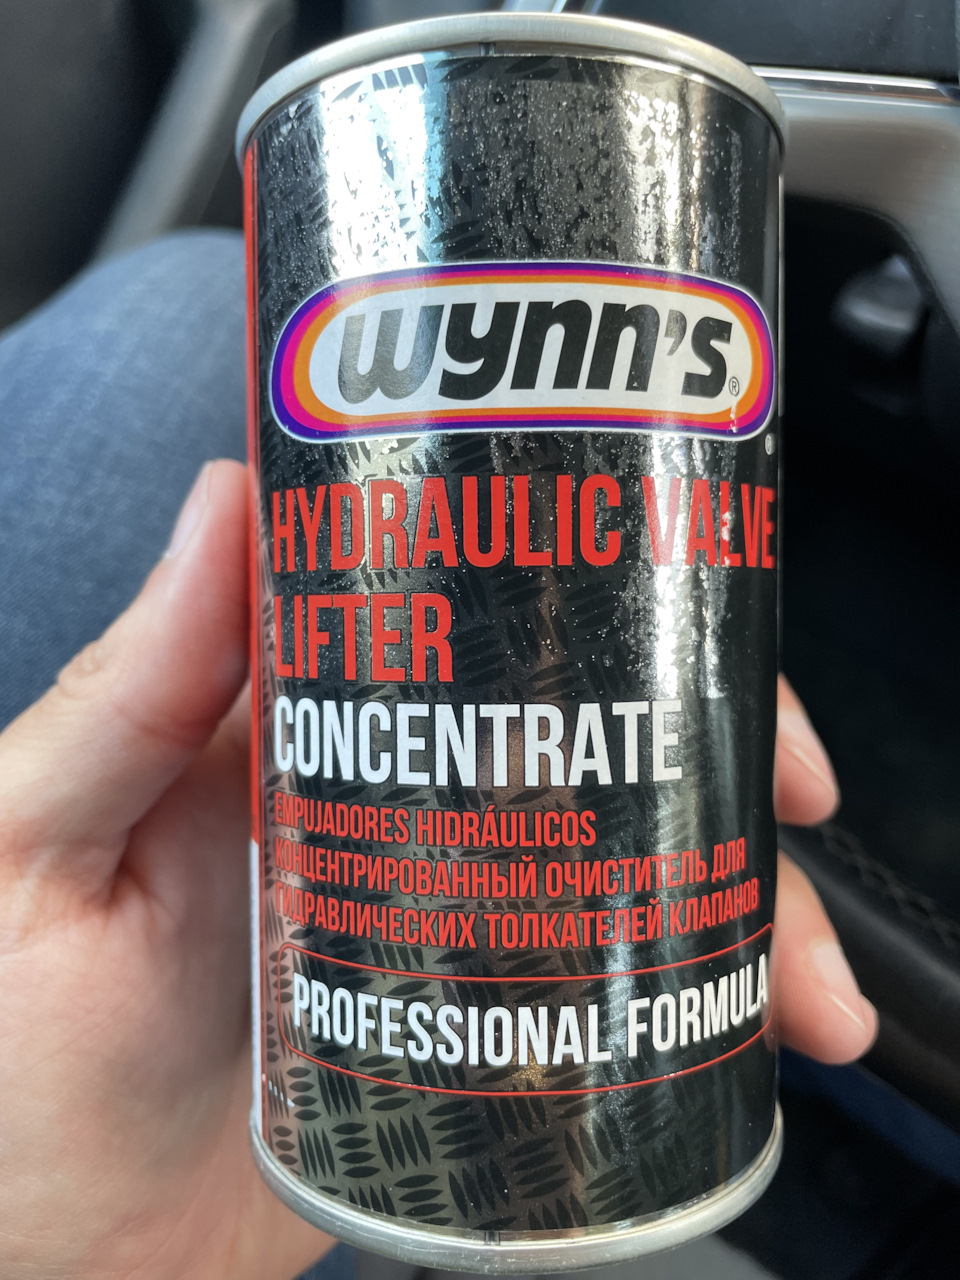 wynn's®
®
HYDRAULIC VALVE
LIFTER
CONCENTRATE
EMPUJADORES HIDRÁULICOS
КОНЦЕНТРИРОВАННЫЙ ОЧИСТИТЕЛЬ ДЛЯ
ГИДРАВЛИЧЕСКИХ ТОЛКАТЕЛЕЙ КЛАПАНОВ
PROFESSIONAL FORMULA